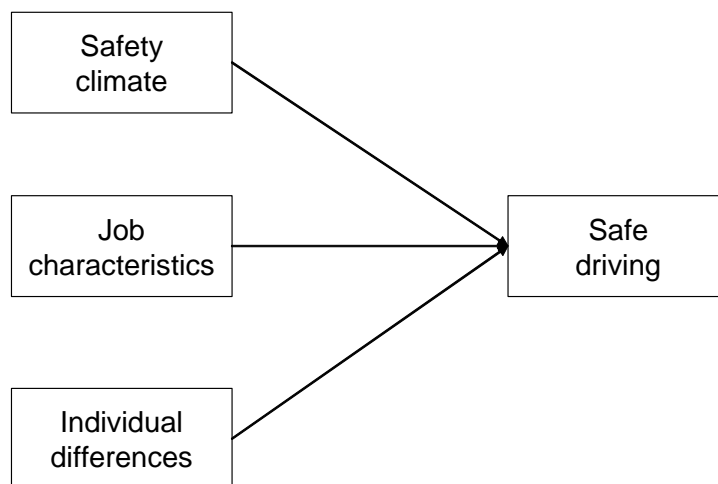 Safety
climate
Job
characteristics
Safe
driving
Individual
differences